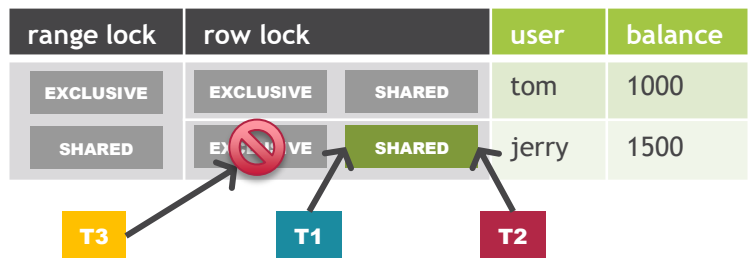 range lock row lock user balance
EXCLUSIVE EXCLUSIVE SHARED tom 1000
SHARED SHARED jerry 1500
T3 T1 T2